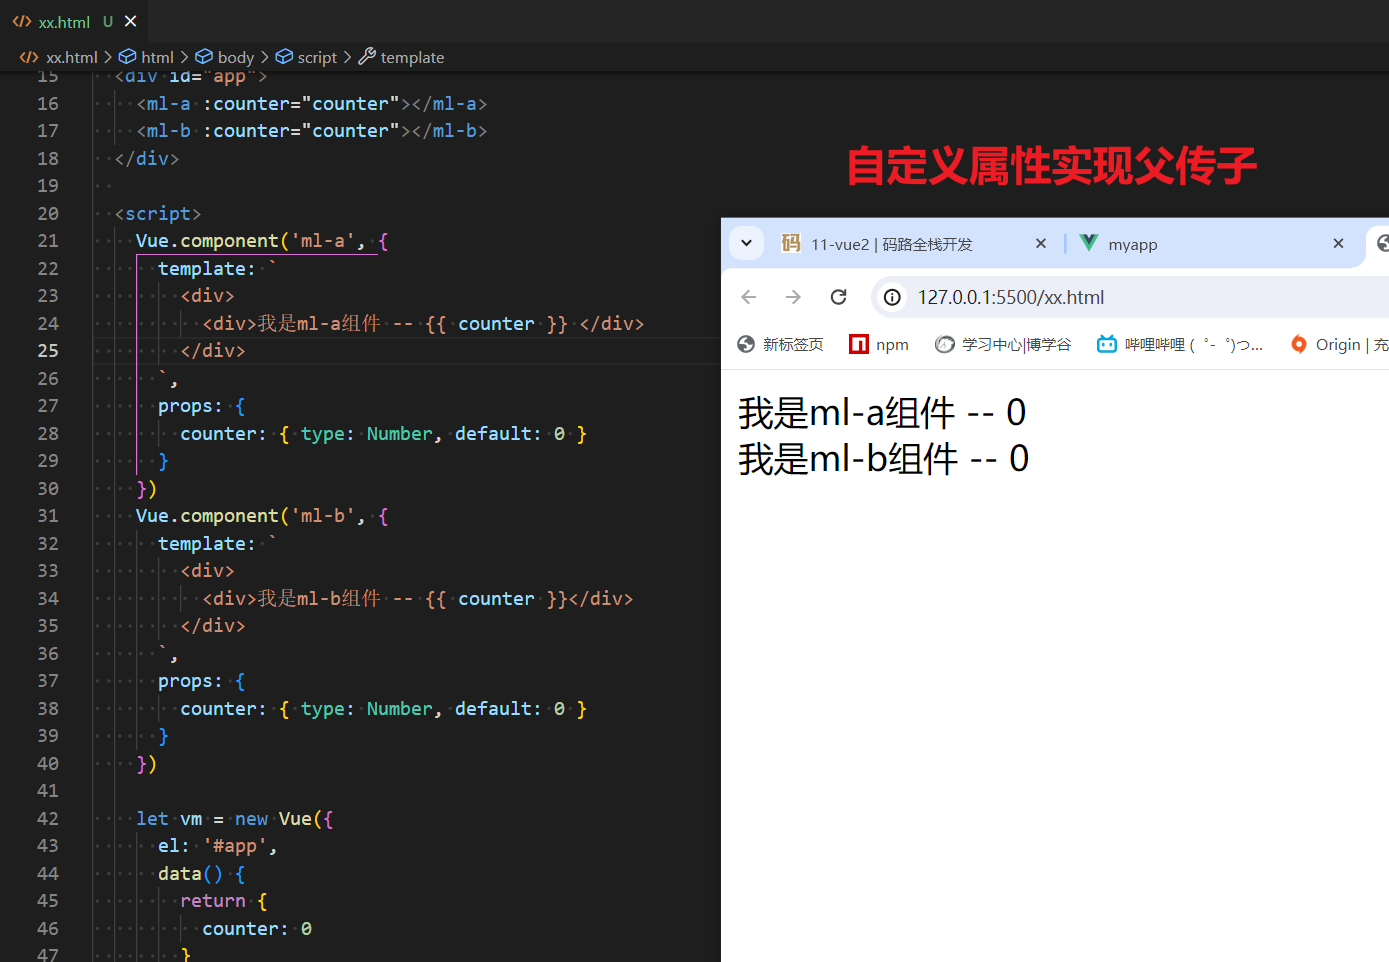 xx.html U
xx.html > html > body > script > template
15 <div id="app">
16 <ml-a :counter="counter"></ml-a>
17 <ml-b :counter="counter"></ml-b>
18 </div>
19
20 <script>
21 Vue.component('ml-a', {
22 template: `
23 <div>
24 <div>我是ml-a组件 -- {{ counter }} </div>
25 </div>
26 `,
27 props: {
28 counter: { type: Number, default: 0 }
29 }
30 })
31 Vue.component('ml-b', {
32 template: `
33 <div>
34 <div>我是ml-b组件 -- {{ counter }}</div>
35 </div>
36 `,
37 props: {
38 counter: { type: Number, default: 0 }
39 }
40 })
41
42 let vm = new Vue({
43 el: '#app',
44 data() {
45 return {
46 counter: 0
47 }
自定义属性实现父传子
码 11-vue2 | 码路全栈开发 myapp
127.0.0.1:5500/xx.html
新标签页 npm 学习中心|博学谷 哔哩哔哩 ( ゜- ゜)つ... Origin | 充
我是ml-a组件 -- 0
我是ml-b组件 -- 0